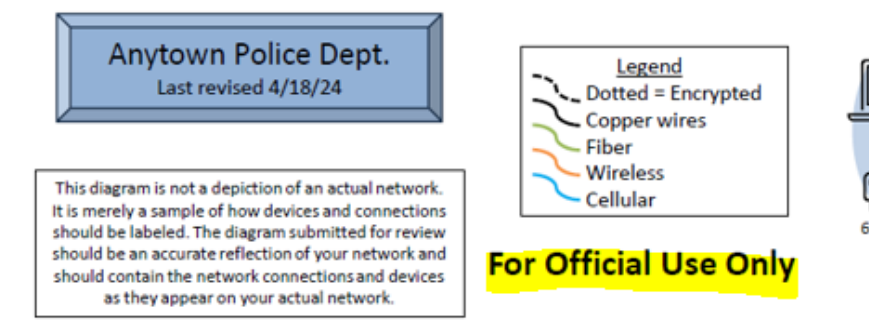 Anytown Police Dept.
Last revised 4/18/24
This diagram is not a depiction of an actual network.
It is merely a sample of how devices and connections
should be labeled. The diagram submitted for review
should be an accurate reflection of your network and
should contain the network connections and devices
as they appear on your actual network.
Legend
Dotted = Encrypted
Copper wires
Fiber
Wireless
Cellular
For Official Use Only